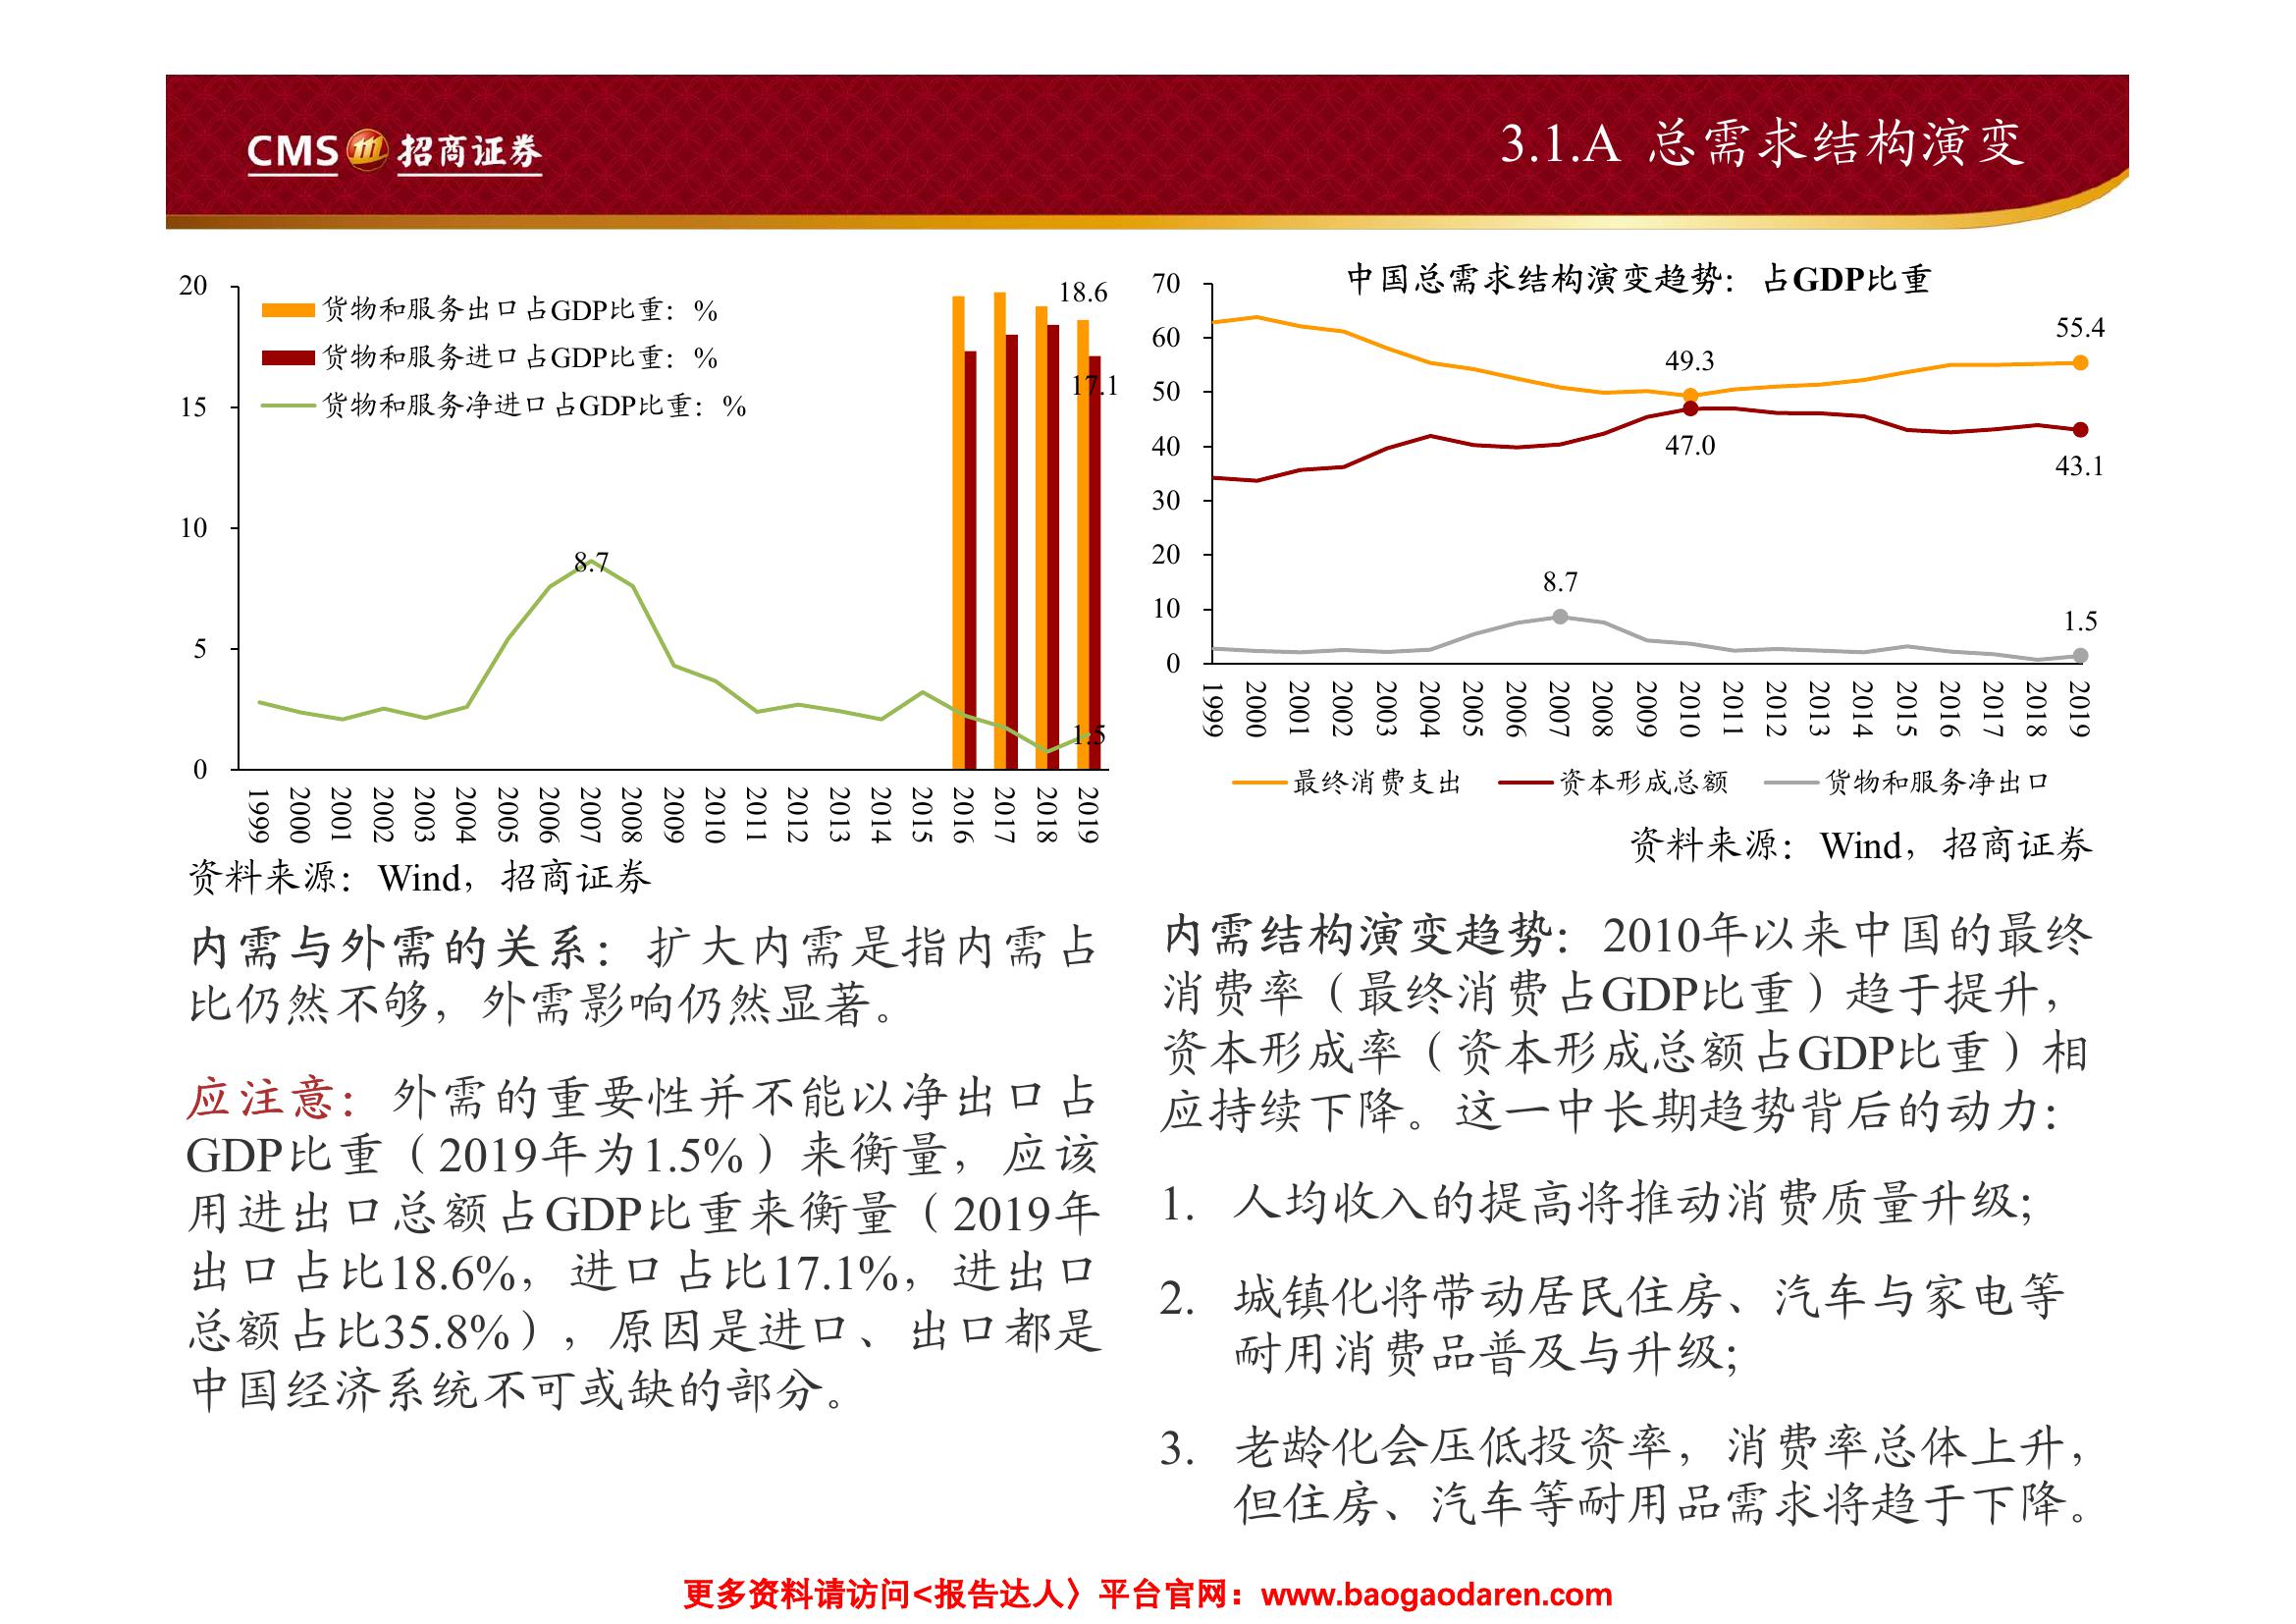 CMS 招商证券
3.1.A 总需求结构演变
20
15
10
5
0
货物和服务出口占GDP比重：%
货物和服务进口占GDP比重：%
货物和服务净进口占GDP比重：%
18.6
17.1
8.7
1.5
1999 2000 2001 2002 2003 2004 2005 2006 2007 2008 2009 2010 2011 2012 2013 2014 2015 2016 2017 2018 2019
资料来源：Wind，招商证券
中国总需求结构演变趋势：占GDP比重
70
60
50
40
30
20
10
0
55.4
49.3
47.0
43.1
8.7
1.5
1999 2000 2001 2002 2003 2004 2005 2006 2007 2008 2009 2010 2011 2012 2013 2014 2015 2016 2017 2018 2019
最终消费支出 资本形成总额 货物和服务净出口
资料来源：Wind，招商证券
内需与外需的关系：扩大内需是指内需占
比仍然不够，外需影响仍然显著。
应注意：外需的重要性并不能以净出口占
GDP比重（2019年为1.5%）来衡量，应该
用进出口总额占GDP比重来衡量（2019年
出口占比18.6%，进口占比17.1%，进出口
总额占比35.8%），原因是进口、出口都是
中国经济系统不可或缺的部分。
内需结构演变趋势：2010年以来中国的最终
消费率（最终消费占GDP比重）趋于提升，
资本形成率（资本形成总额占GDP比重）相
应持续下降。这一中长期趋势背后的动力：
1. 人均收入的提高将推动消费质量升级；
2. 城镇化将带动居民住房、汽车与家电等
耐用消费品普及与升级；
3. 老龄化会压低投资率，消费率总体上升，
但住房、汽车等耐用品需求将趋于下降。
更多资料请访问<报告达人〉平台官网：www.baogaodaren.com